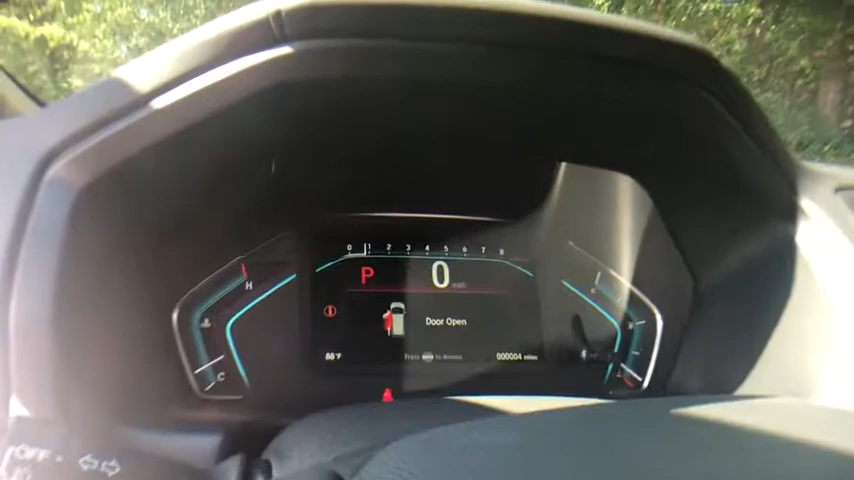 0 1 2 3 4 5 6 7 8
P 0 mph
H
Door Open
88°F
Press to dismiss
000004 miles
C
OFF